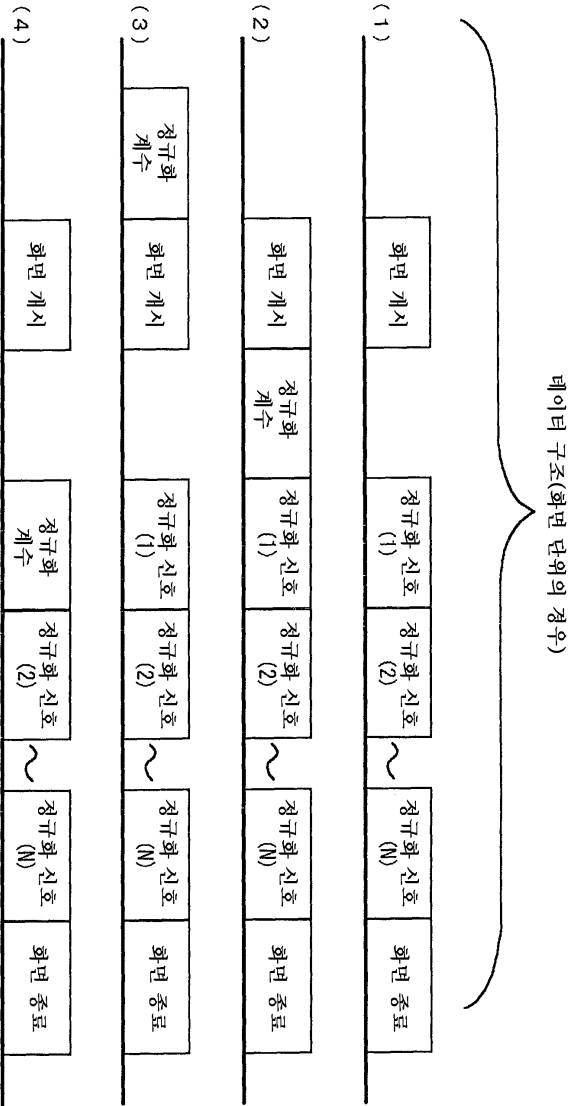 데이터 구조(화면 단위의 경우)
(1)
화면 개시
정규화 신호
(1)
정규화 신호
(2)
정규화 신호
(N)
화면 종료
(2)
화면 개시
정규화
계수
정규화 신호
(1)
정규화 신호
(2)
정규화 신호
(N)
화면 종료
(3)
정규화
계수
화면 개시
정규화 신호
(1)
정규화 신호
(2)
정규화 신호
(N)
화면 종료
(4)
화면 개시
정규화
계수
정규화 신호
(2)
정규화 신호
(N)
화면 종료